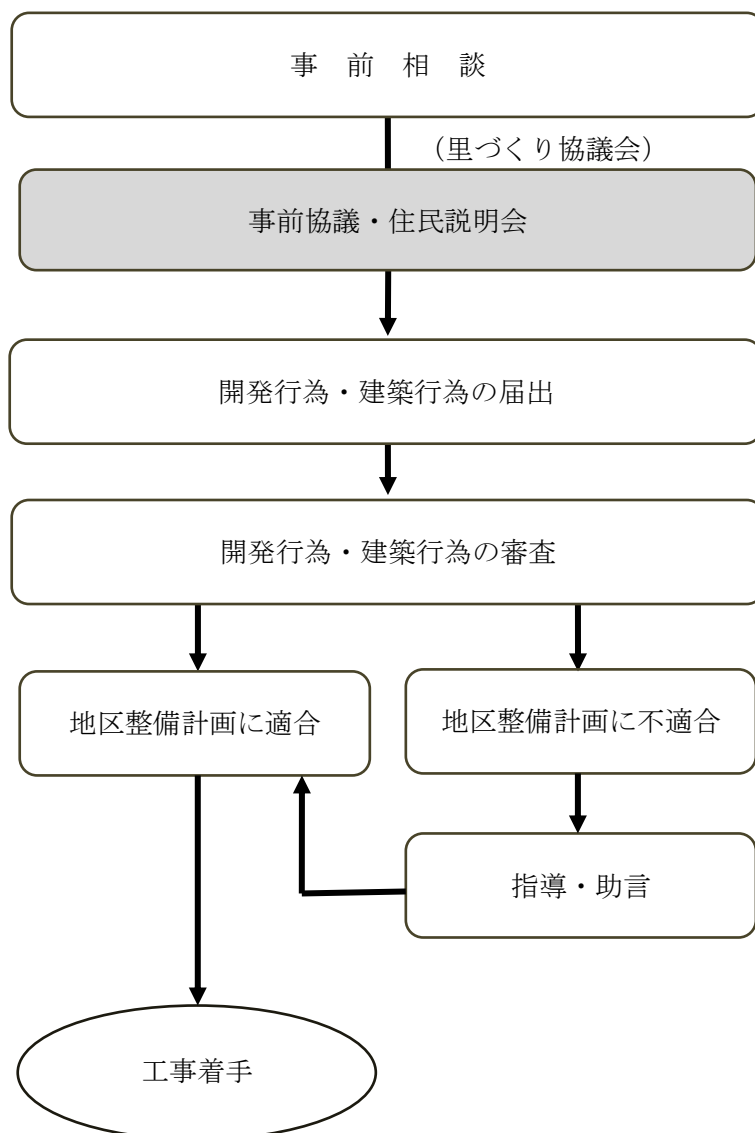 事　前　相　談
（里づくり協議会）
事前協議・住民説明会
開発行為・建築行為の届出
開発行為・建築行為の審査
地区整備計画に適合
地区整備計画に不適合
指導・助言
工事着手